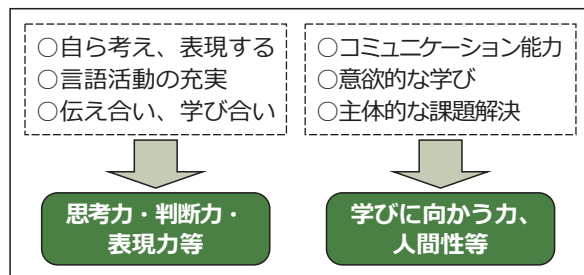 ○自ら考え、表現する
○言語活動の充実
○伝え合い、学び合い
○コミュニケーション能力
○意欲的な学び
○主体的な課題解決
思考力・判断力・
表現力等
学びに向かう力、
人間性等